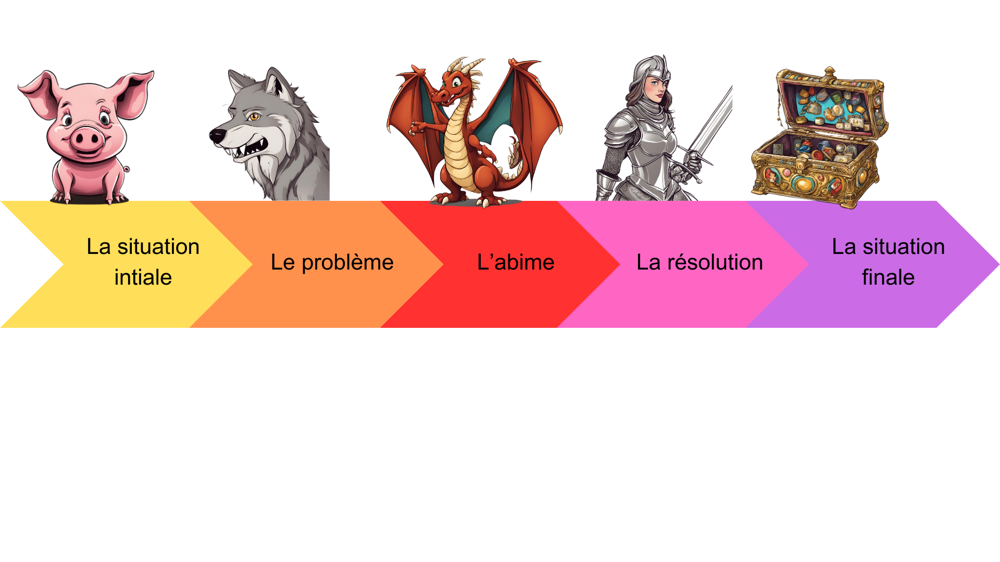 La situation
intiale
Le problème
L’abime
La résolution
La situation
finale